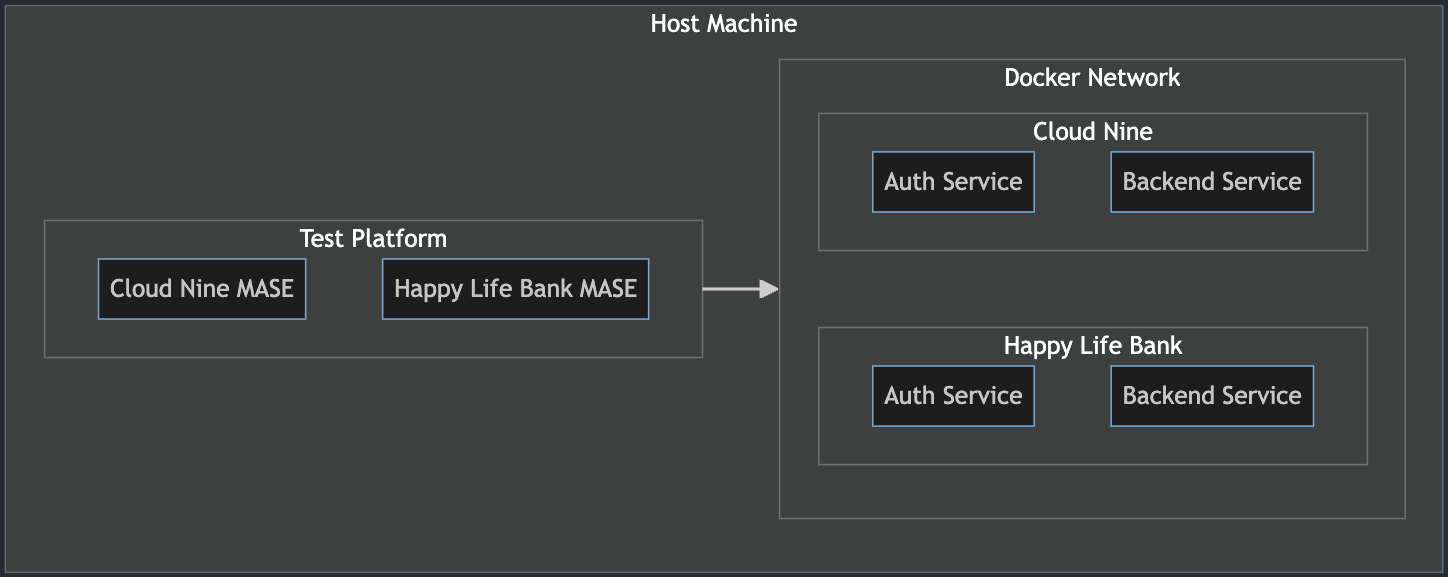 Host Machine
Test Platform
Cloud Nine MASE
Happy Life Bank MASE
Docker Network
Cloud Nine
Auth Service
Backend Service
Happy Life Bank
Auth Service
Backend Service